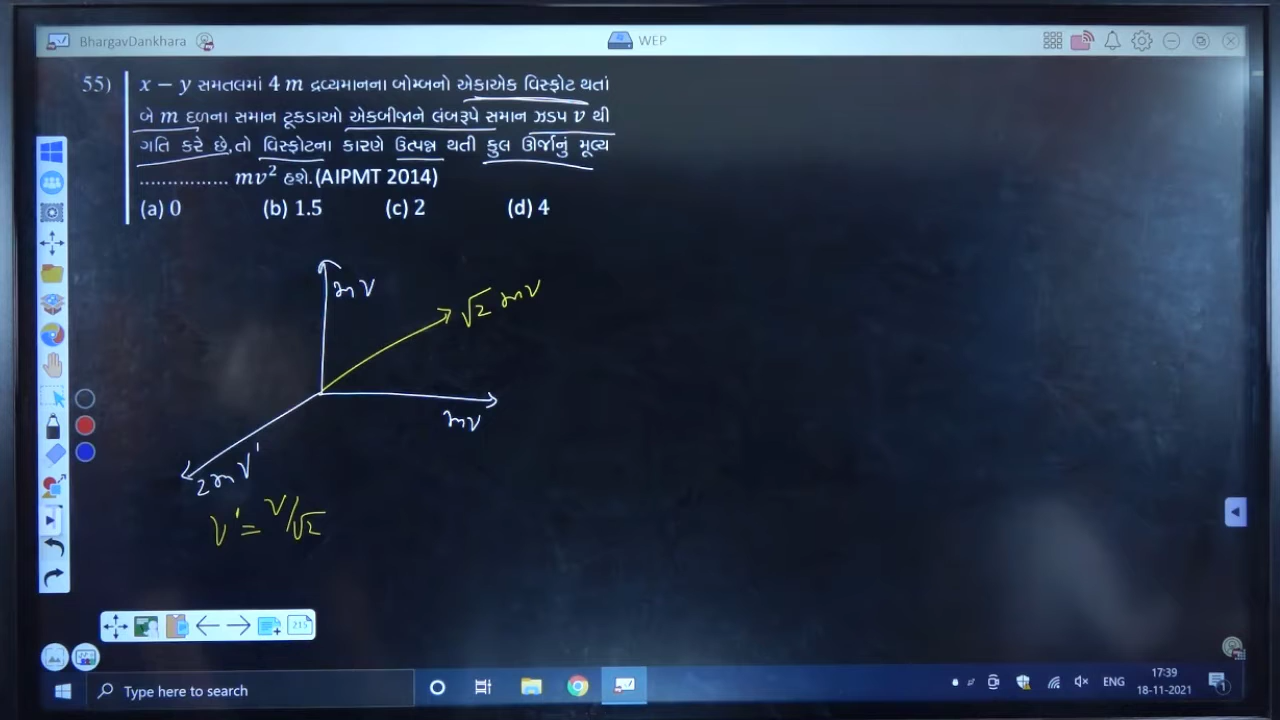 BhargavDankhara
WEP
55) x − y સમતલમાં 4 m દ્રવ્યમાનના બોમ્બનો એકાએક વિસ્ફોટ થતાં
બે m દળના સમાન ટૂકડાઓ એકબીજાને લંબરૂપે સમાન ઝડપ v થી
ગતિ કરે છે,તો વિસ્ફોટના કારણે ઉત્પન્ન થતી કુલ ઊર્જાનું મૂલ્ય
................ mv² હશે.(AIPMT 2014)
(a) 0 (b) 1.5 (c) 2 (d) 4
mv
√2 mv
mv
2mv'
v' = v/√2
215
Type here to search
ENG
17:39
18-11-2021
1